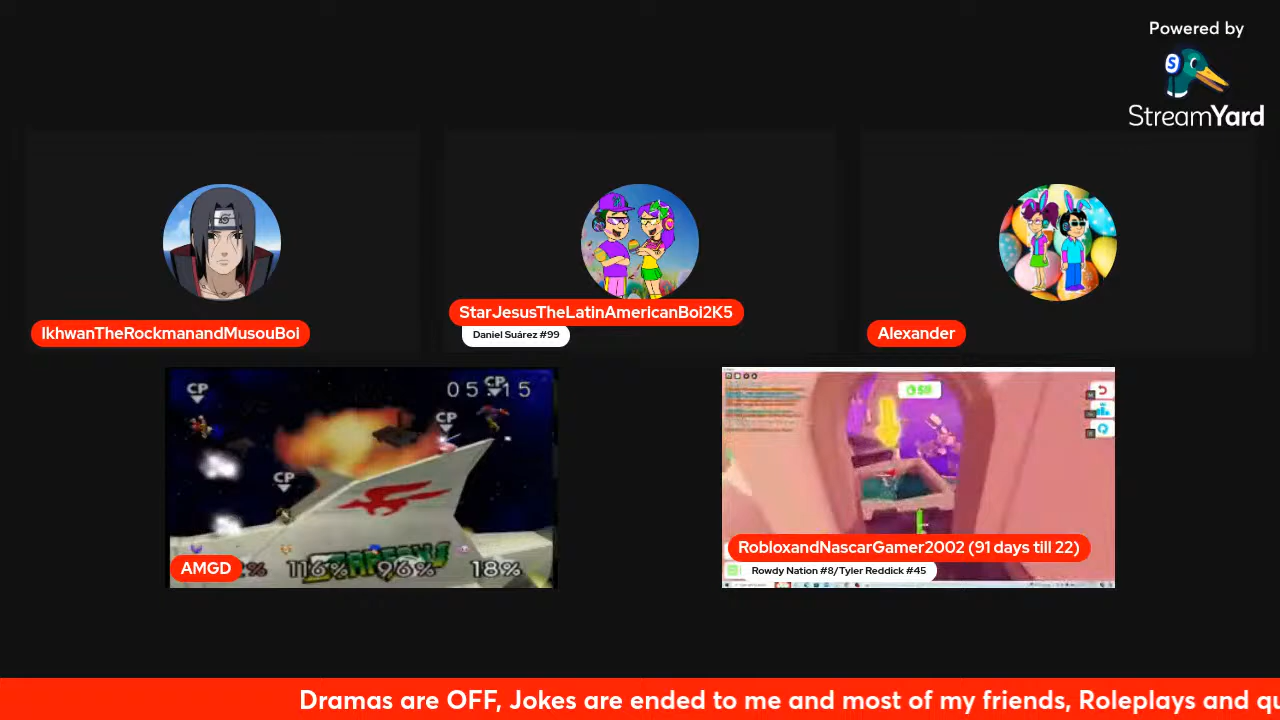 Powered by
StreamYard
IkhwanTheRockmanandMusouBoi
StarJesusTheLatinAmericanBoi2K5
Daniel Suárez #99
Alexander
CP
CP
05 15
CP
CP
AMGD
116%
96%
18%
RobloxandNascarGamer2002 (91 days till 22)
Rowdy Nation #8/Tyler Reddick #45
Dramas are OFF, Jokes are ended to me and most of my friends, Roleplays and qu